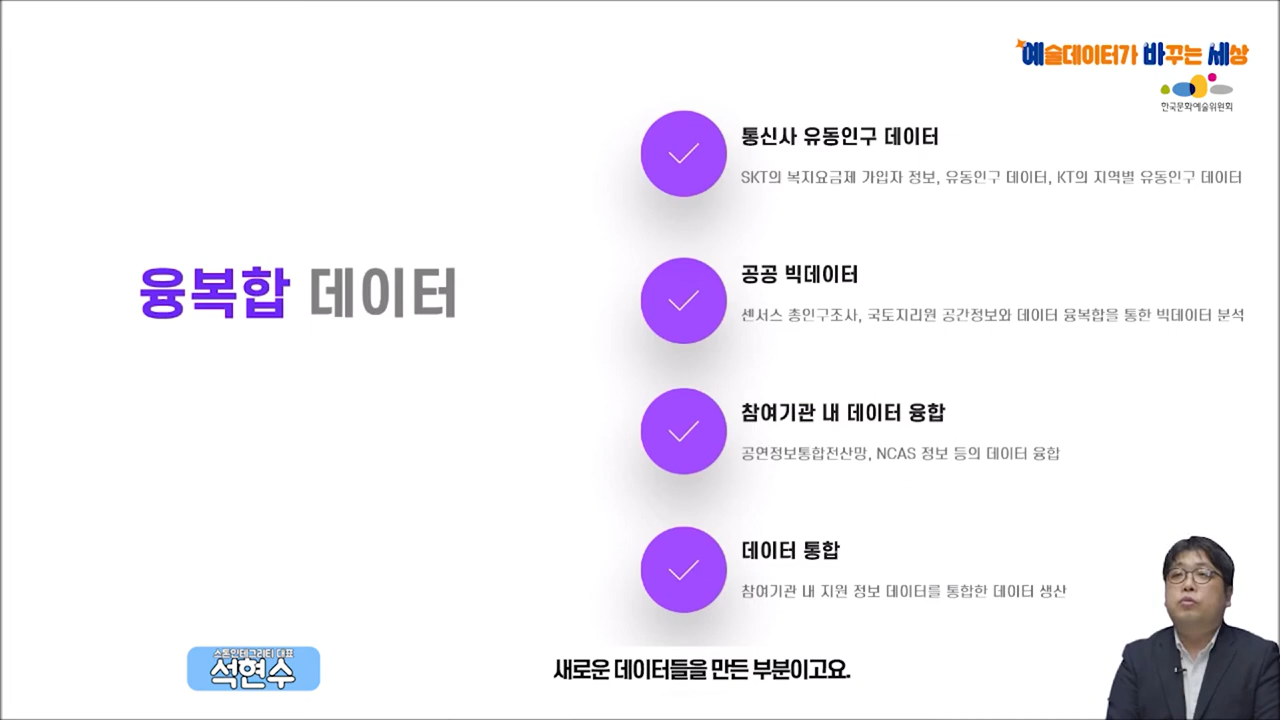 예술데이터가 바꾸는 세상
한국문화예술위원회
통신사 유동인구 데이터
SKT의 복지요금제 가입자 정보, 유동인구 데이터, KT의 지역별 유동인구 데이터
공공 빅데이터
센서스 총인구조사, 국토지리원 공간정보와 데이터 융복합을 통한 빅데이터 분석
융복합 데이터
참여기관 내 데이터 융합
공연정보통합전산망, NCAS 정보 등의 데이터 융합
데이터 통합
참여기관 내 지원 정보 데이터를 통합한 데이터 생산
스톤인테그리티 대표
석현수
새로운 데이터들을 만든 부분이고요.